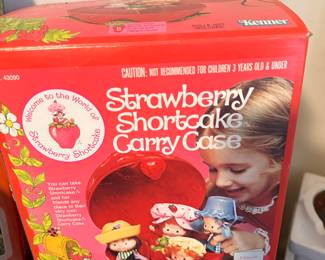 Kenner
. 43090
CAUTION: NOT RECOMMENDED FOR CHILDREN 3 YEARS OLD & UNDER
Welcome to the World of
Strawberry Shortcake
Strawberry
Shortcake
Carry Case
You can take
Strawberry
Shortcake
and her
friends any
place in their
very own
Strawberry
Shortcake
Carry Case.